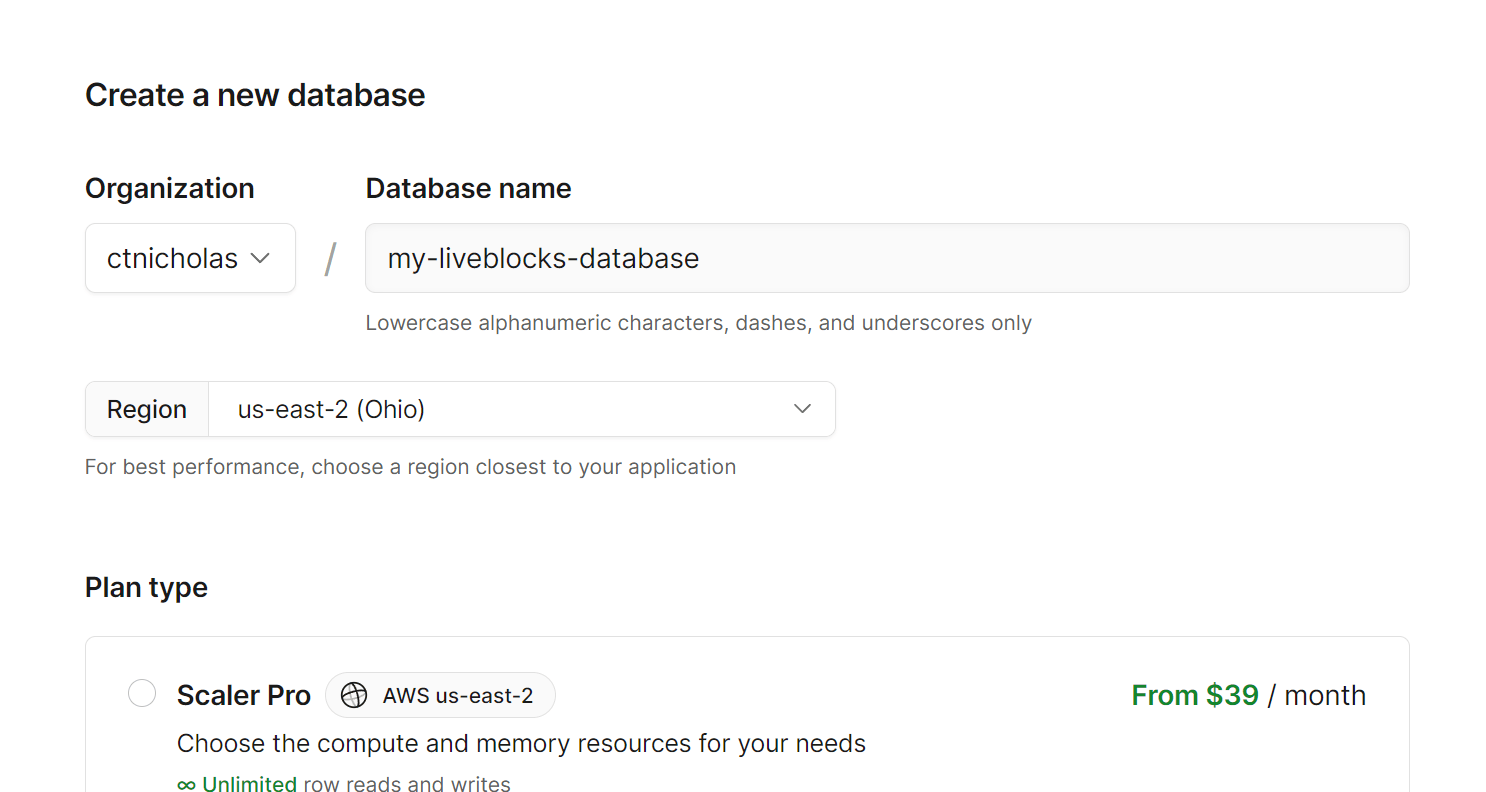 Create a new database
Organization
Database name
ctnicholas
/
my-liveblocks-database
Lowercase alphanumeric characters, dashes, and underscores only
Region
us-east-2 (Ohio)
For best performance, choose a region closest to your application
Plan type
Scaler Pro
AWS us-east-2
From $39 / month
Choose the compute and memory resources for your needs
∞ Unlimited row reads and writes